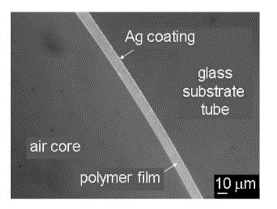 Ag coating
glass
substrate
tube
air core
polymer film
10 μm